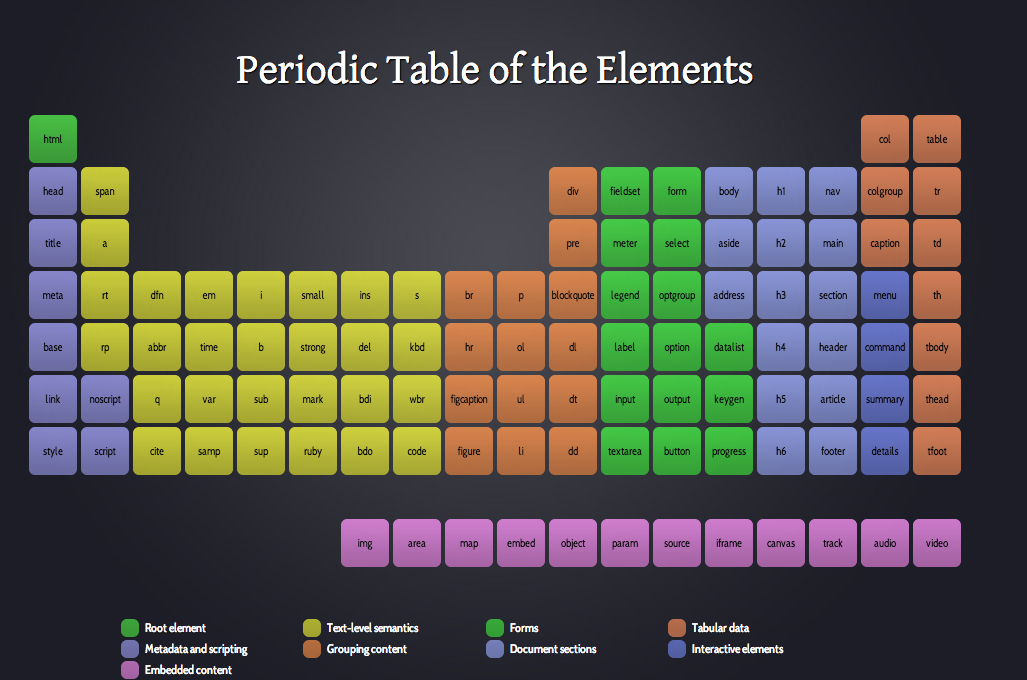 Periodic Table of the Elements
html col table
head span div fieldset form body h1 nav colgroup tr
title a pre meter select aside h2 main caption td
meta rt dfn em i small ins s br p blockquote legend optgroup address h3 section menu th
base rp abbr time b strong del kbd hr ol dl label option datalist h4 header command tbody
link noscript q var sub mark bdi wbr figcaption ul dt input output keygen h5 article summary thead
style script cite samp sup ruby bdo code figure li dd textarea button progress h6 footer details tfoot
img area map embed object param source iframe canvas track audio video
Root element Text-level semantics Forms Tabular data
Metadata and scripting Grouping content Document sections Interactive elements
Embedded content